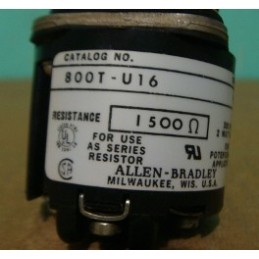 CATALOG NO.
800T-U16
RESISTANCE 1500Ω
FOR USE
AS SERIES
RESISTOR
ALLEN-BRADLEY
MILWAUKEE, WIS. U.S.A.